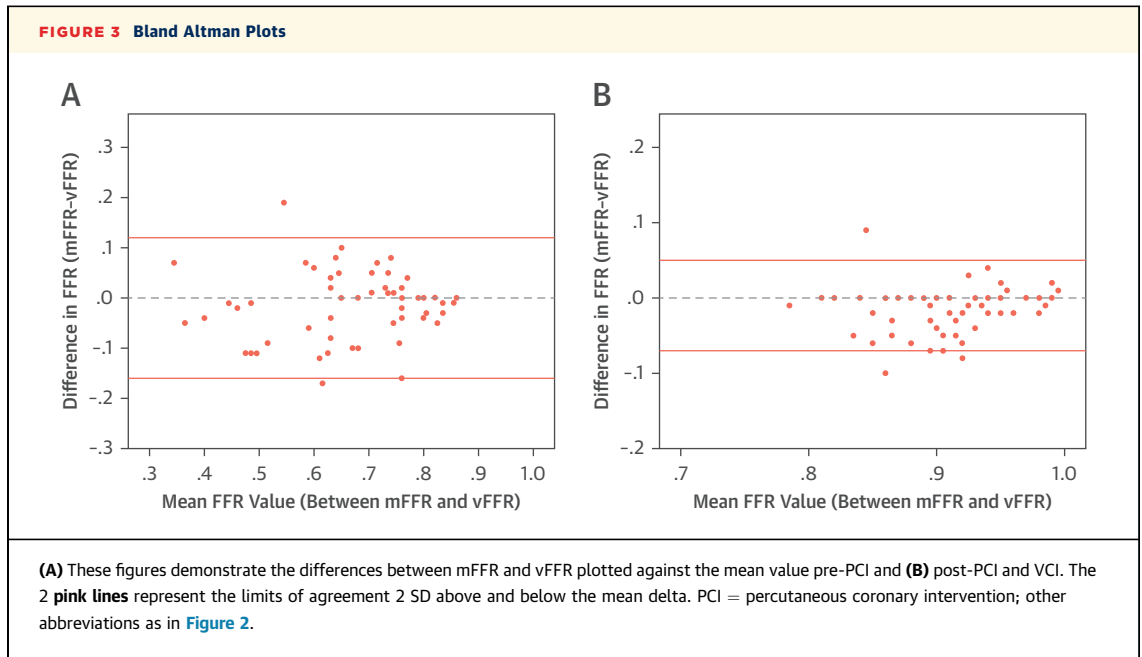 FIGURE 3 Bland Altman Plots
A
Difference in FFR (mFFR-vFFR)
.3
.2
.1
.0
-.1
-.2
-.3
.3 .4 .5 .6 .7 .8 .9 1.0
Mean FFR Value (Between mFFR and vFFR)
B
Difference in FFR (mFFR-vFFR)
.2
.1
.0
-.1
-.2
.7 .8 .9 1.0
Mean FFR Value (Between mFFR and vFFR)
(A) These figures demonstrate the differences between mFFR and vFFR plotted against the mean value pre-PCI and (B) post-PCI and VCI. The
2 pink lines represent the limits of agreement 2 SD above and below the mean delta. PCI = percutaneous coronary intervention; other
abbreviations as in Figure 2.